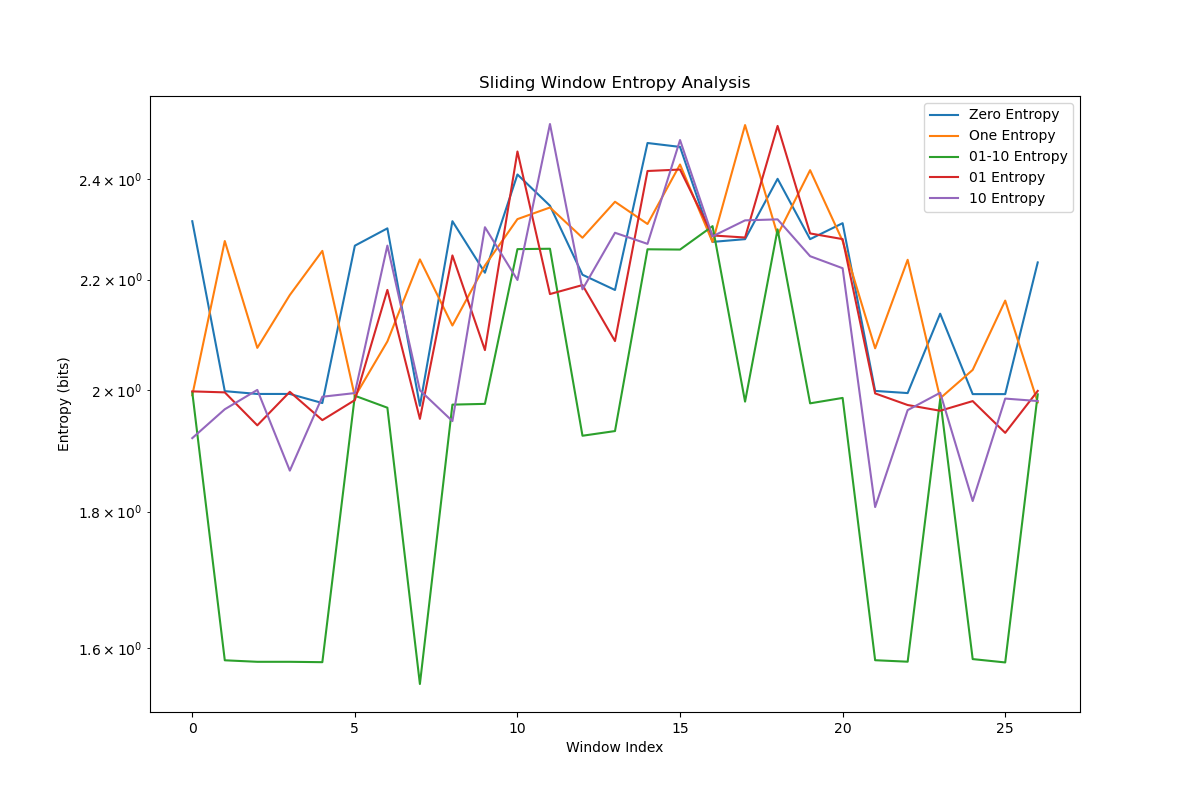 Sliding Window Entropy Analysis
Zero Entropy
One Entropy
01-10 Entropy
01 Entropy
10 Entropy
2.4 × 10⁰
2.2 × 10⁰
2 × 10⁰
1.8 × 10⁰
1.6 × 10⁰
Entropy (bits)
0 5 10 15 20 25
Window Index